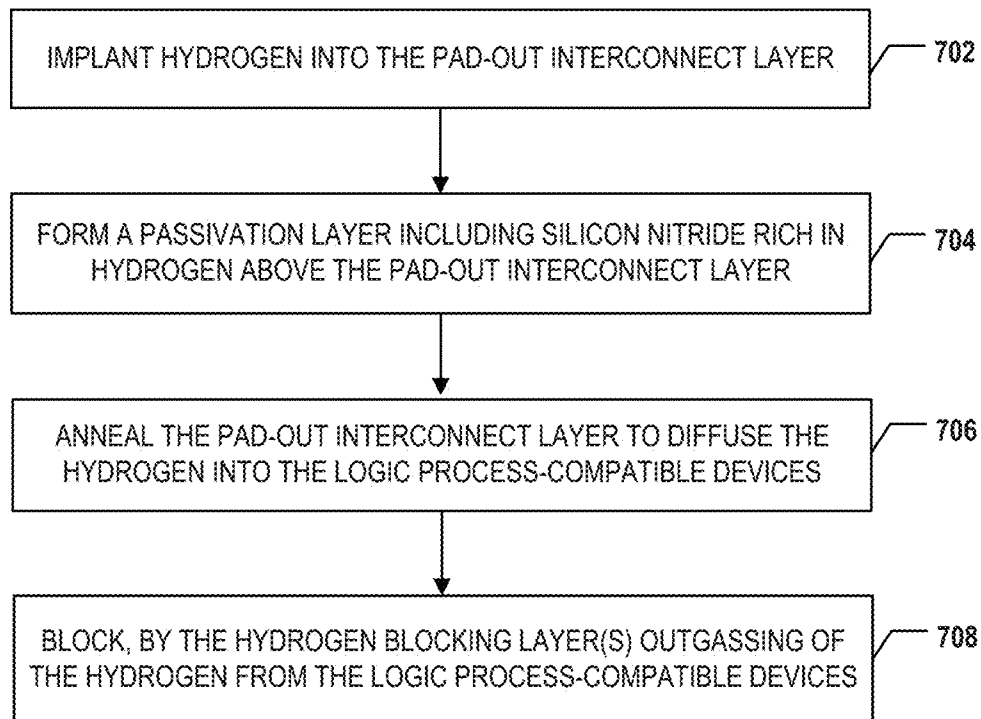 IMPLANT HYDROGEN INTO THE PAD-OUT INTERCONNECT LAYER
702
FORM A PASSIVATION LAYER INCLUDING SILICON NITRIDE RICH IN
HYDROGEN ABOVE THE PAD-OUT INTERCONNECT LAYER
704
ANNEAL THE PAD-OUT INTERCONNECT LAYER TO DIFFUSE THE
HYDROGEN INTO THE LOGIC PROCESS-COMPATIBLE DEVICES
706
BLOCK, BY THE HYDROGEN BLOCKING LAYER(S) OUTGASSING OF
THE HYDROGEN FROM THE LOGIC PROCESS-COMPATIBLE DEVICES
708